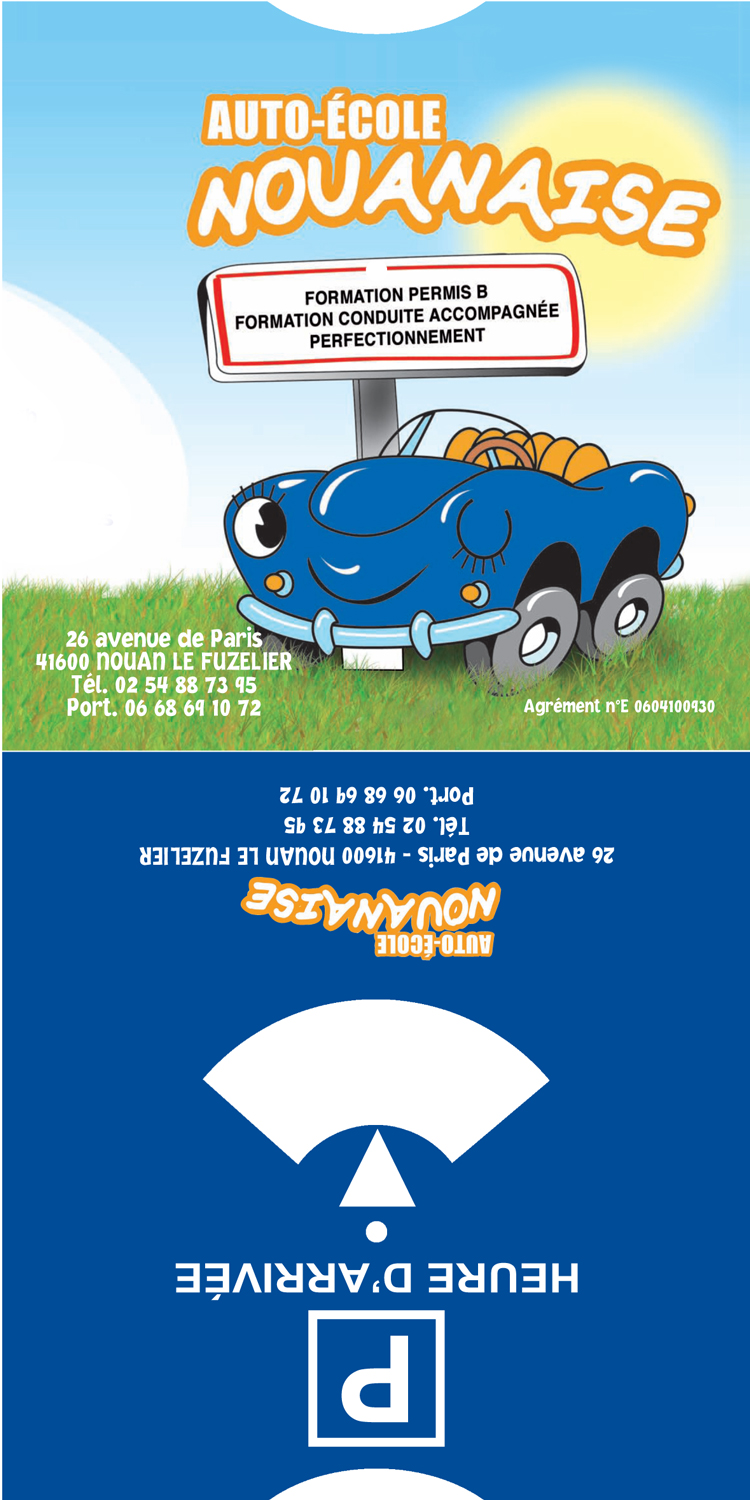 AUTO-ÉCOLE
NOUANAISE
FORMATION PERMIS B
FORMATION CONDUITE ACCOMPAGNÉE
PERFECTIONNEMENT
26 avenue de Paris
41600 NOUAN LE FUZELIER
Tél. 02 54 88 73 95
Port. 06 68 69 10 72
Agrément n°E 0604100930
P
HEURE D'ARRIVÉE
AUTO-ÉCOLE
NOUANAISE
26 avenue de Paris - 41600 NOUAN LE FUZELIER
Tél. 02 54 88 73 95
Port. 06 68 69 10 72